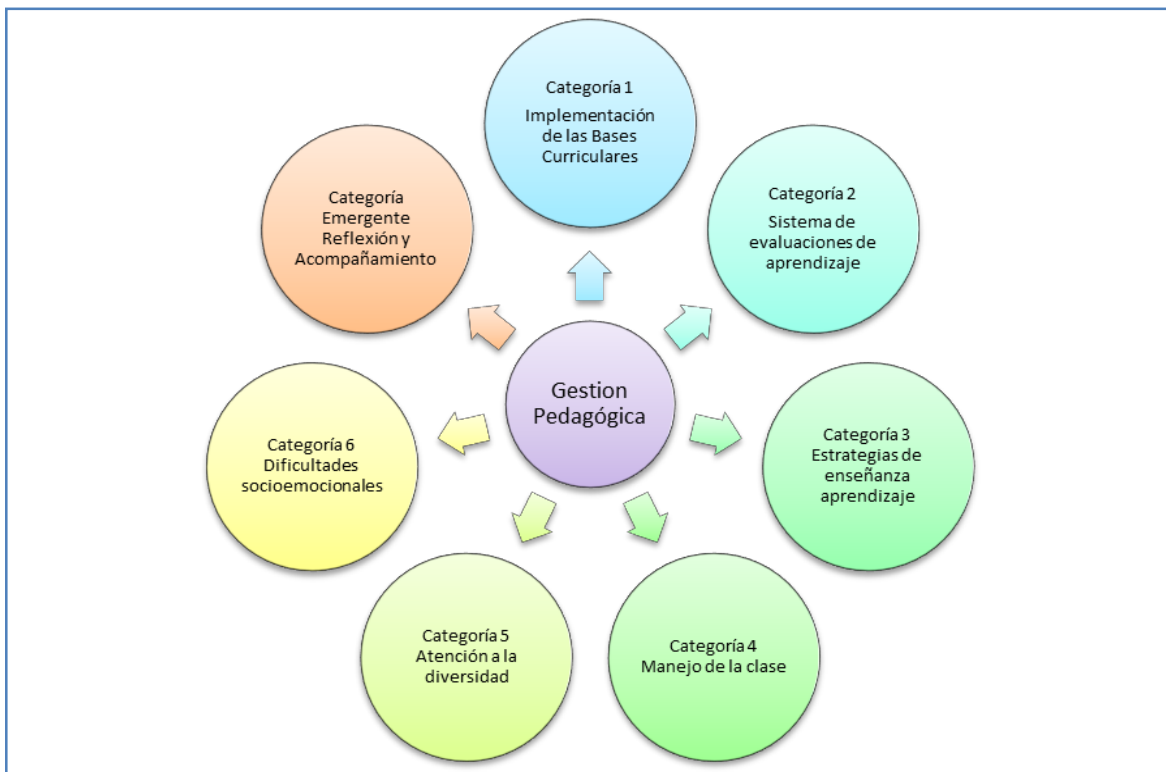 Categoría 1
Implementación
de las Bases
Curriculares
Categoría 2
Sistema de
evaluaciones de
aprendizaje
Categoría 3
Estrategias de
enseñanza
aprendizaje
Categoría 4
Manejo de la clase
Categoría 5
Atención a la
diversidad
Categoría 6
Dificultades
socioemocionales
Categoría
Emergente
Reflexión y
Acompañamiento
Gestion
Pedagógica